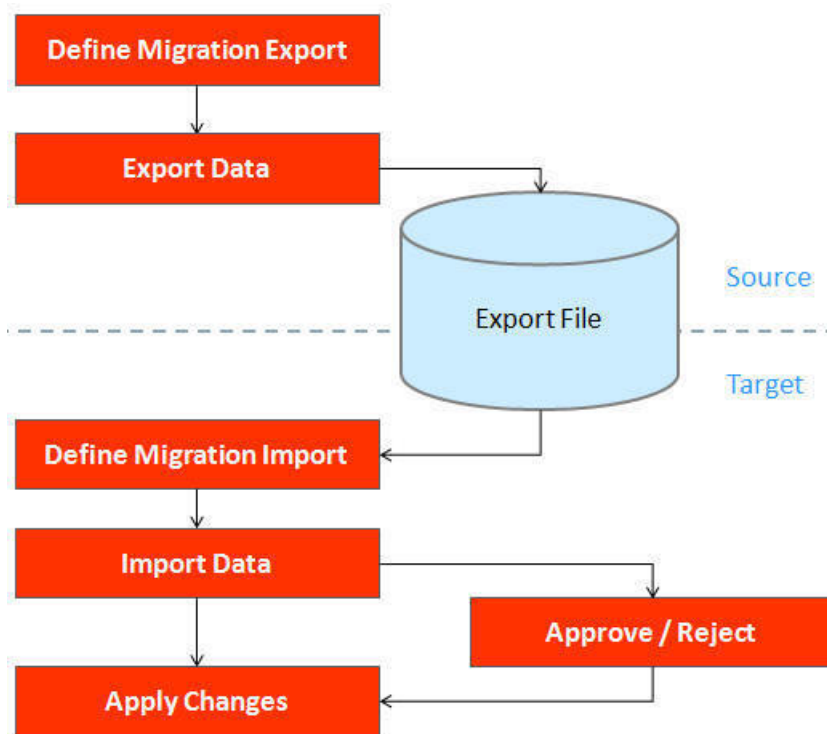 Define Migration Export
Export Data
Source
Export File
Target
Define Migration Import
Import Data
Approve / Reject
Apply Changes